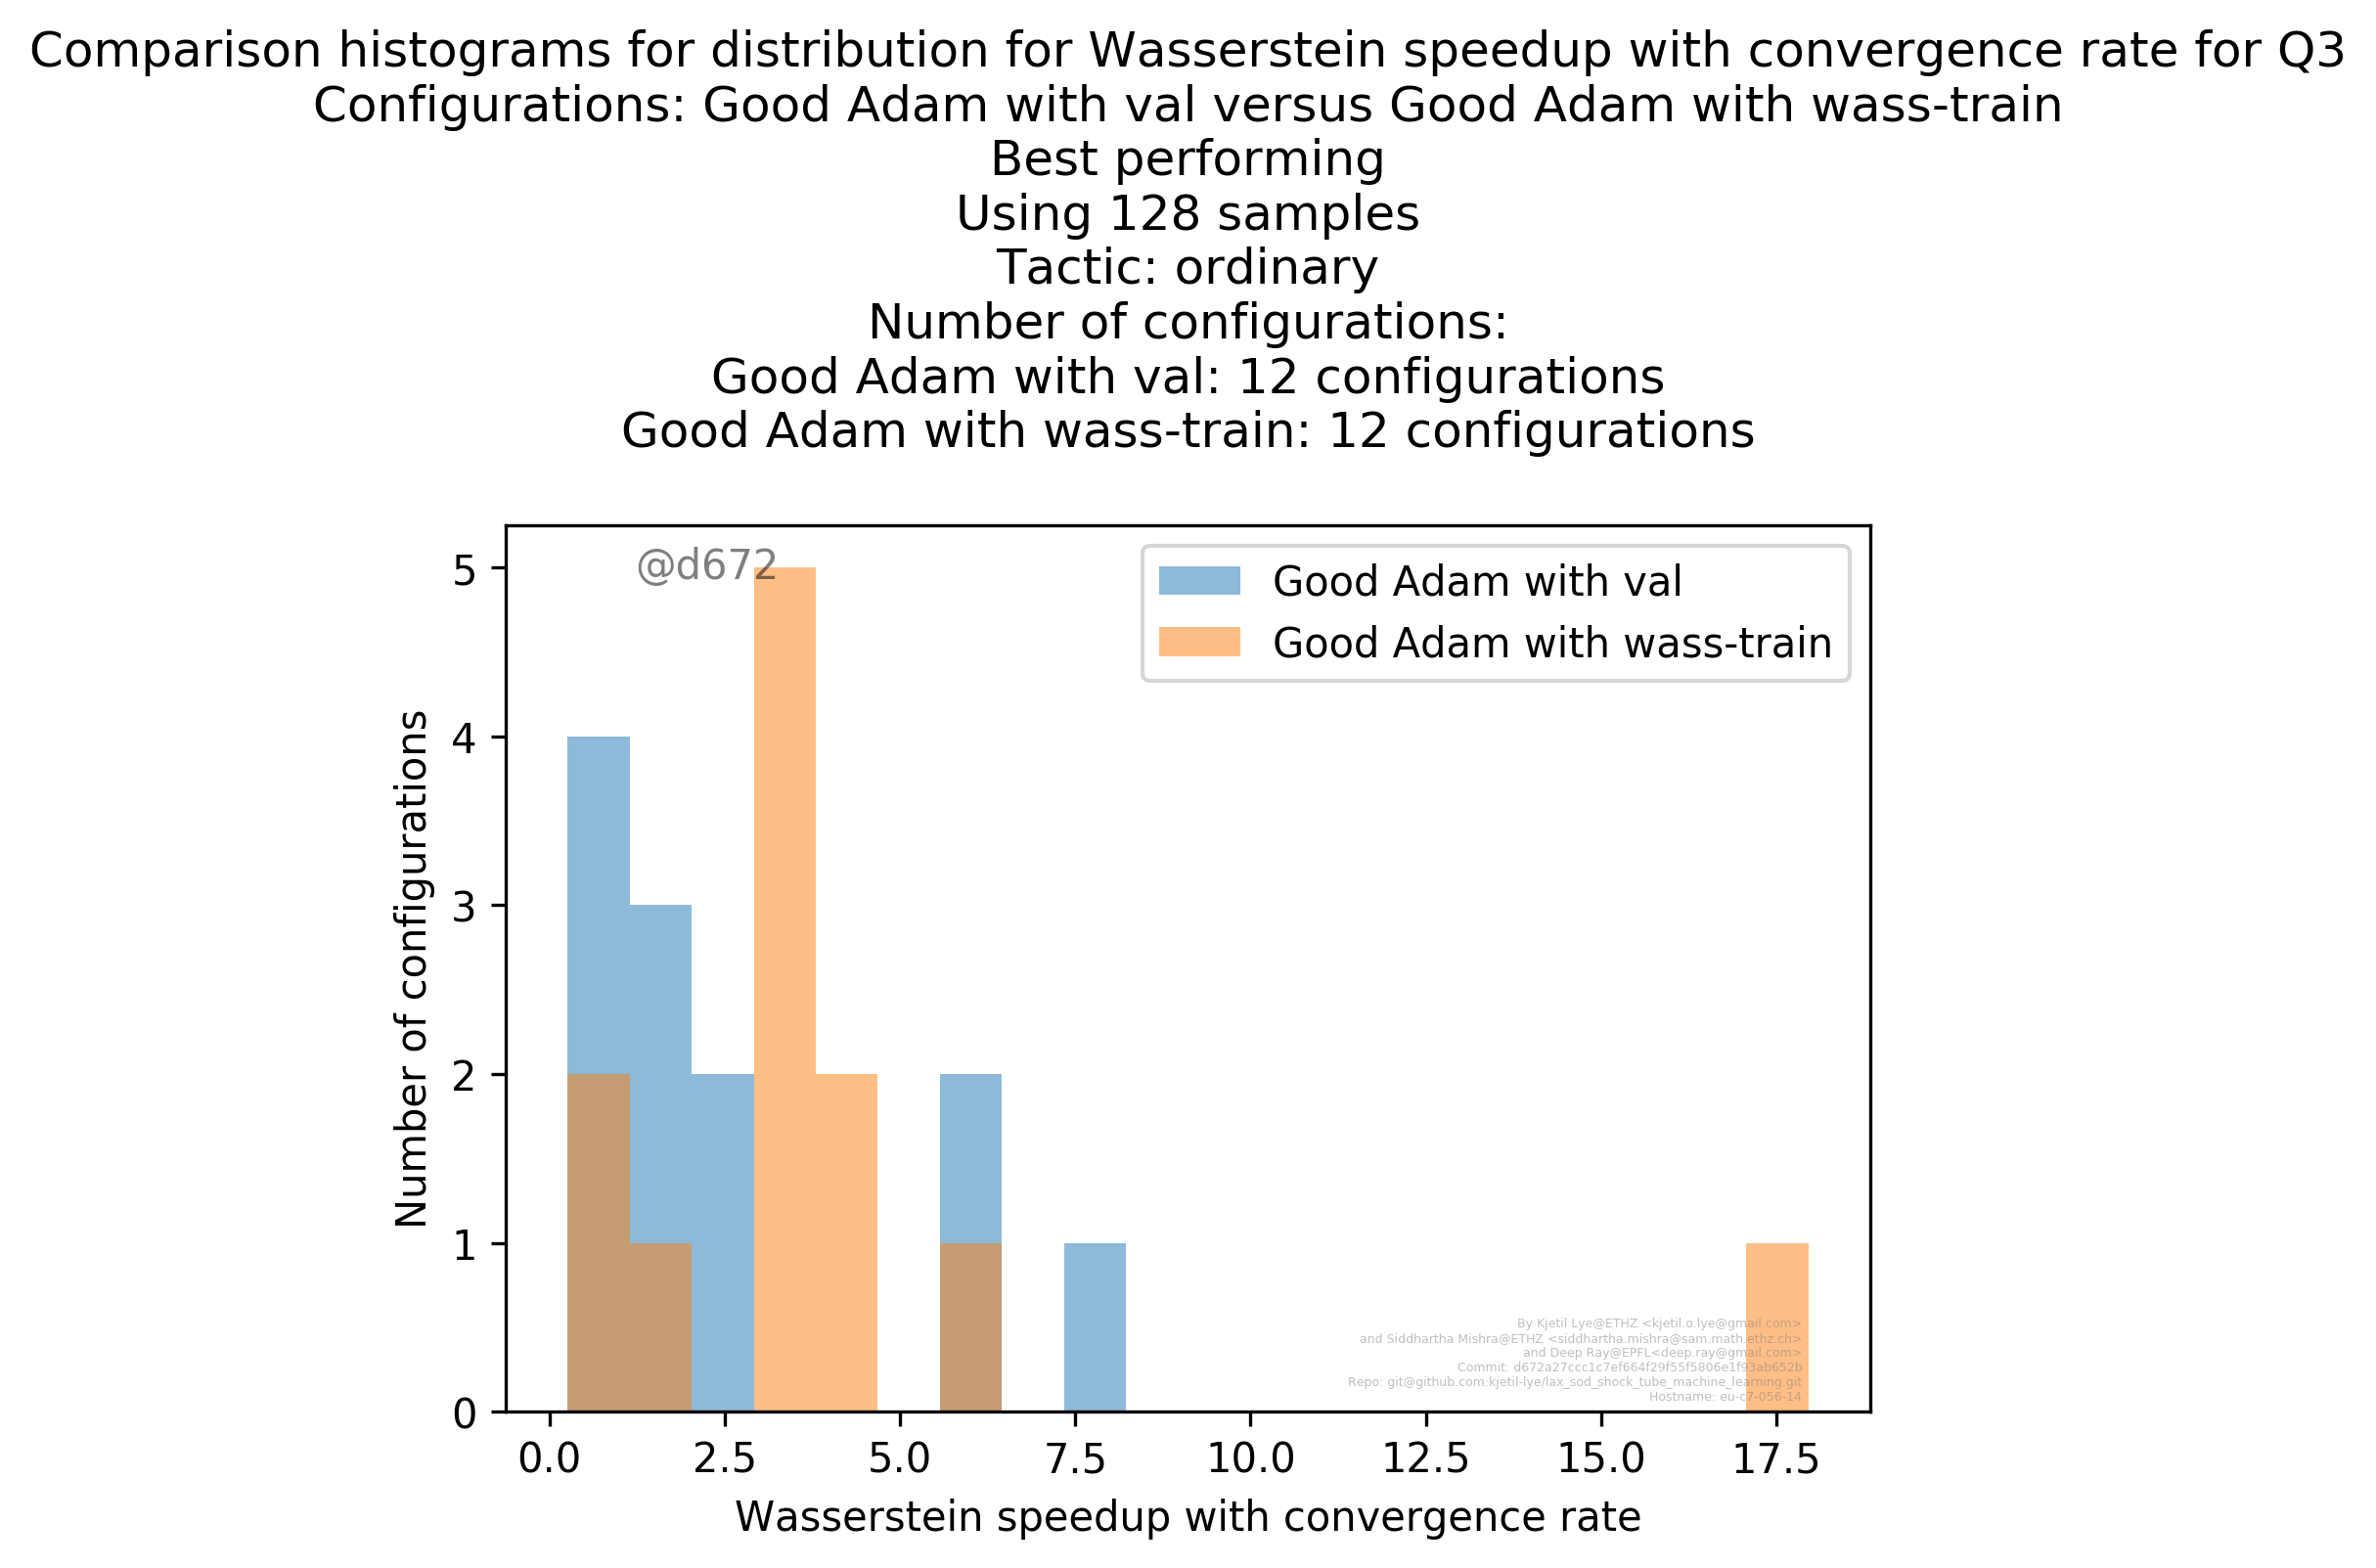 Comparison histograms for distribution for Wasserstein speedup with convergence rate for Q3
Configurations: Good Adam with val versus Good Adam with wass-train
Best performing
Using 128 samples
Tactic: ordinary
Number of configurations:
Good Adam with val: 12 configurations
Good Adam with wass-train: 12 configurations
@d672
Good Adam with val
Good Adam with wass-train
Number of configurations
5
4
3
2
1
0
By Kjetil Lye@ETHZ <kjetil.o.lye@gmail.com>
and Siddhartha Mishra@ETHZ <siddhartha.mishra@sam.math.ethz.ch>
and Deep Ray@EPFL<deep.ray@gmail.com>
Commit: d672a27ccc1c7ef664f29f55f5806e1f93ab652b
Repo: git@github.com:kjetil-lye/lax_sod_shock_tube_machine_learning.git
Hostname: eu-c7-056-14
0.0 2.5 5.0 7.5 10.0 12.5 15.0 17.5
Wasserstein speedup with convergence rate